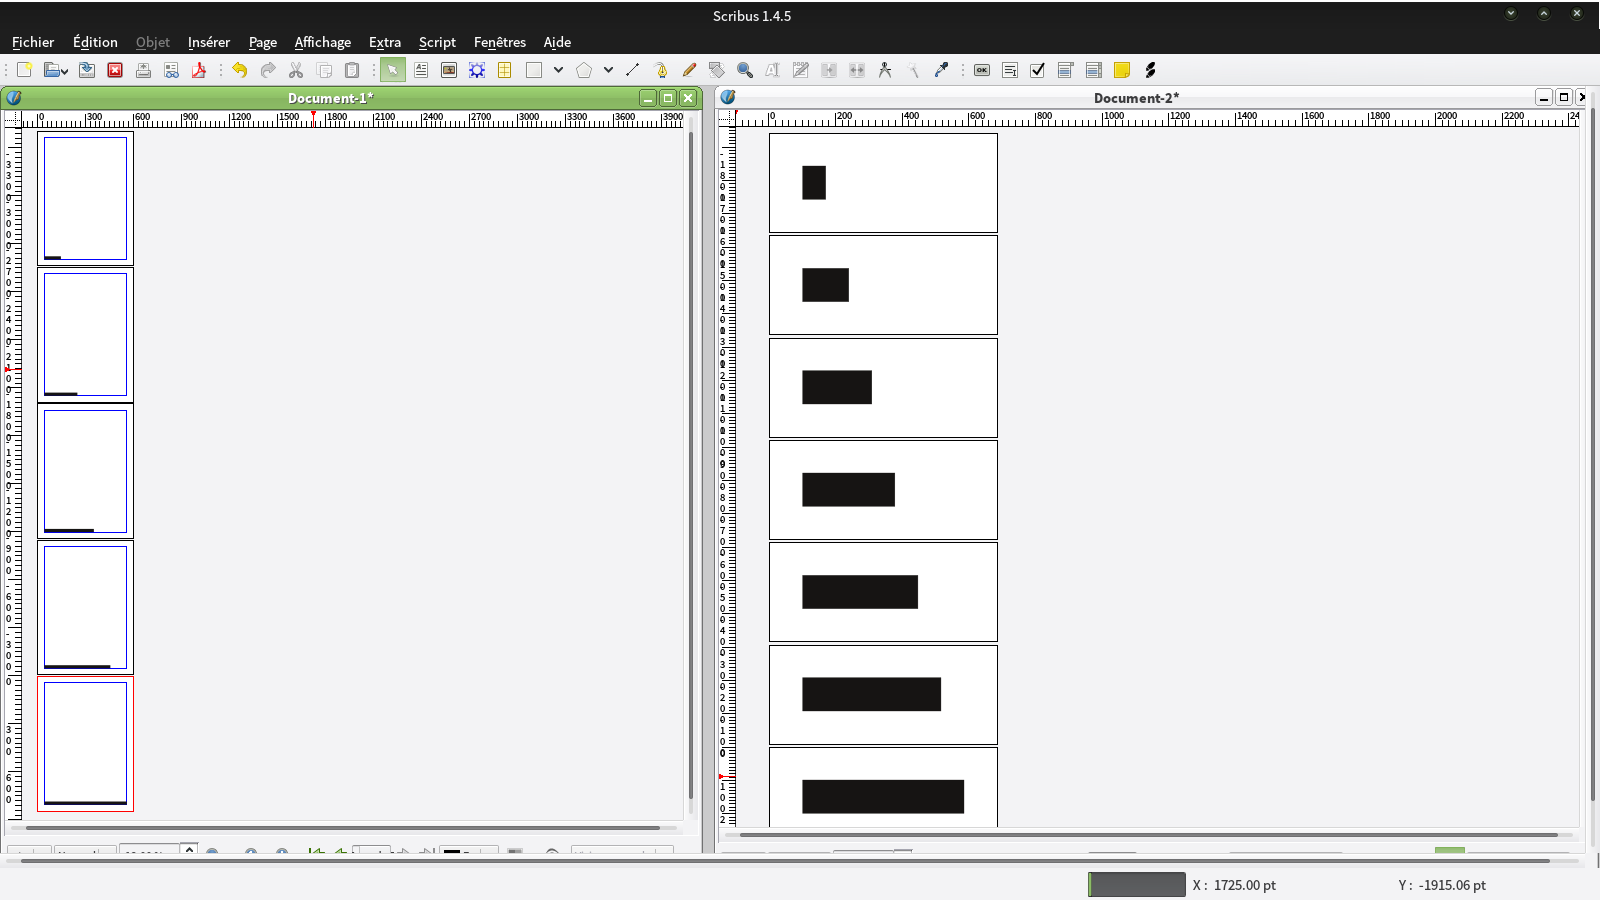 Scribus 1.4.5
Fichier Édition Objet Insérer Page Affichage Extra Script Fenêtres Aide
OK
Document-1*
Document-2*
0 300 600 900 1200 1500 1800 2100 2400 2700 3000 3300 3600 3900
0 200 400 600 800 1000 1200 1400 1600 1800 2000 2200
X : 1725.00 pt
Y : -1915.06 pt